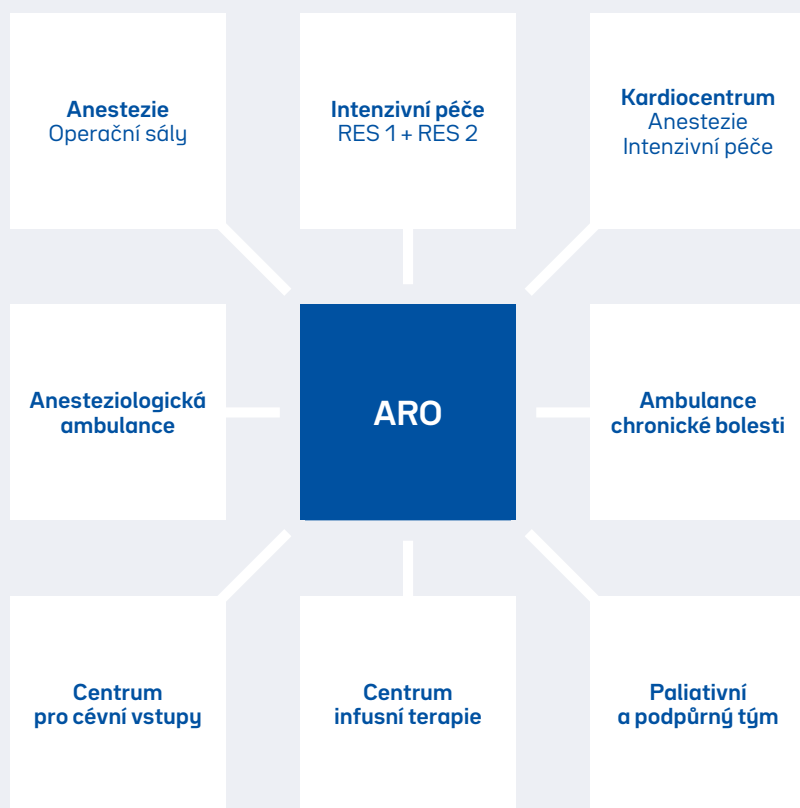 Anestezie
Operační sály
Intenzivní péče
RES 1 + RES 2
Kardiocentrum
Anestezie
Intenzivní péče
Anesteziologická
ambulance
ARO
Ambulance
chronické bolesti
Centrum
pro cévní vstupy
Centrum
infusní terapie
Paliativní
a podpůrný tým